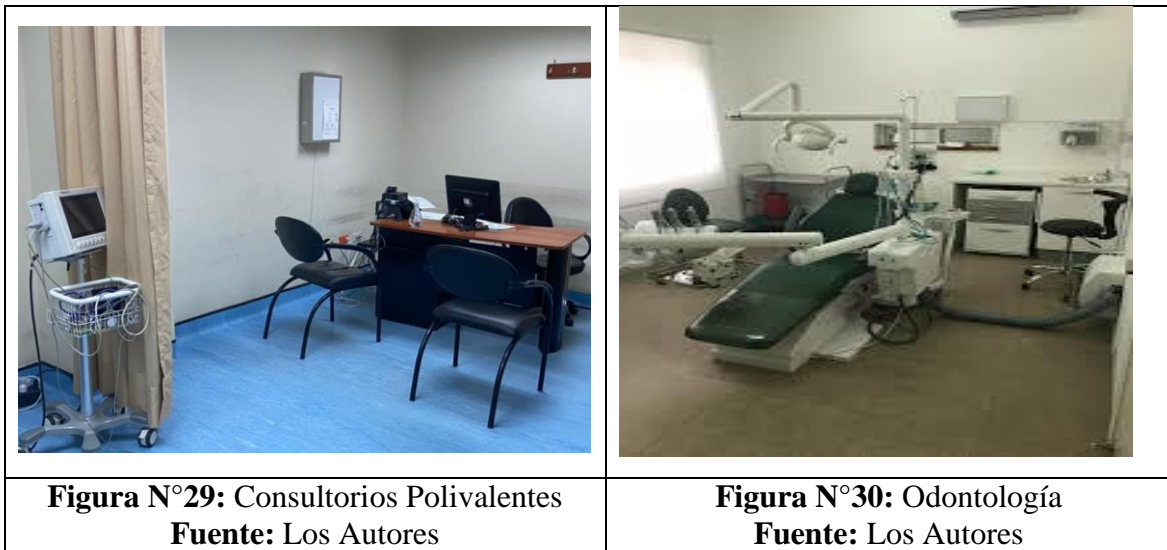 Figura N°29: Consultorios Polivalentes
Fuente: Los Autores
Figura N°30: Odontología
Fuente: Los Autores